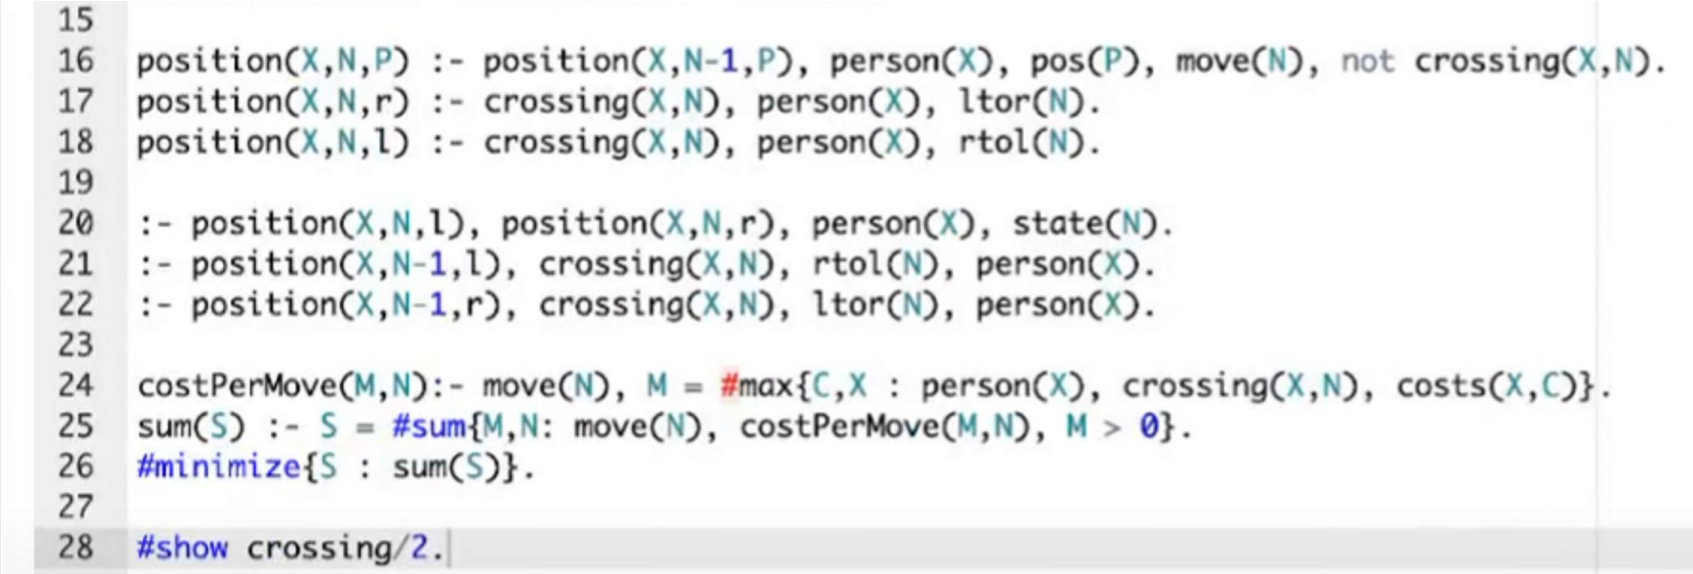 15
16 position(X,N,P) :- position(X,N-1,P), person(X), pos(P), move(N), not crossing(X,N).
17 position(X,N,r) :- crossing(X,N), person(X), ltor(N).
18 position(X,N,l) :- crossing(X,N), person(X), rtol(N).
19
20 :- position(X,N,l), position(X,N,r), person(X), state(N).
21 :- position(X,N-1,l), crossing(X,N), rtol(N), person(X).
22 :- position(X,N-1,r), crossing(X,N), ltor(N), person(X).
23
24 costPerMove(M,N):- move(N), M = #max{C,X : person(X), crossing(X,N), costs(X,C)}.
25 sum(S) :- S = #sum{M,N: move(N), costPerMove(M,N), M > 0}.
26 #minimize{S : sum(S)}.
27
28 #show crossing/2.